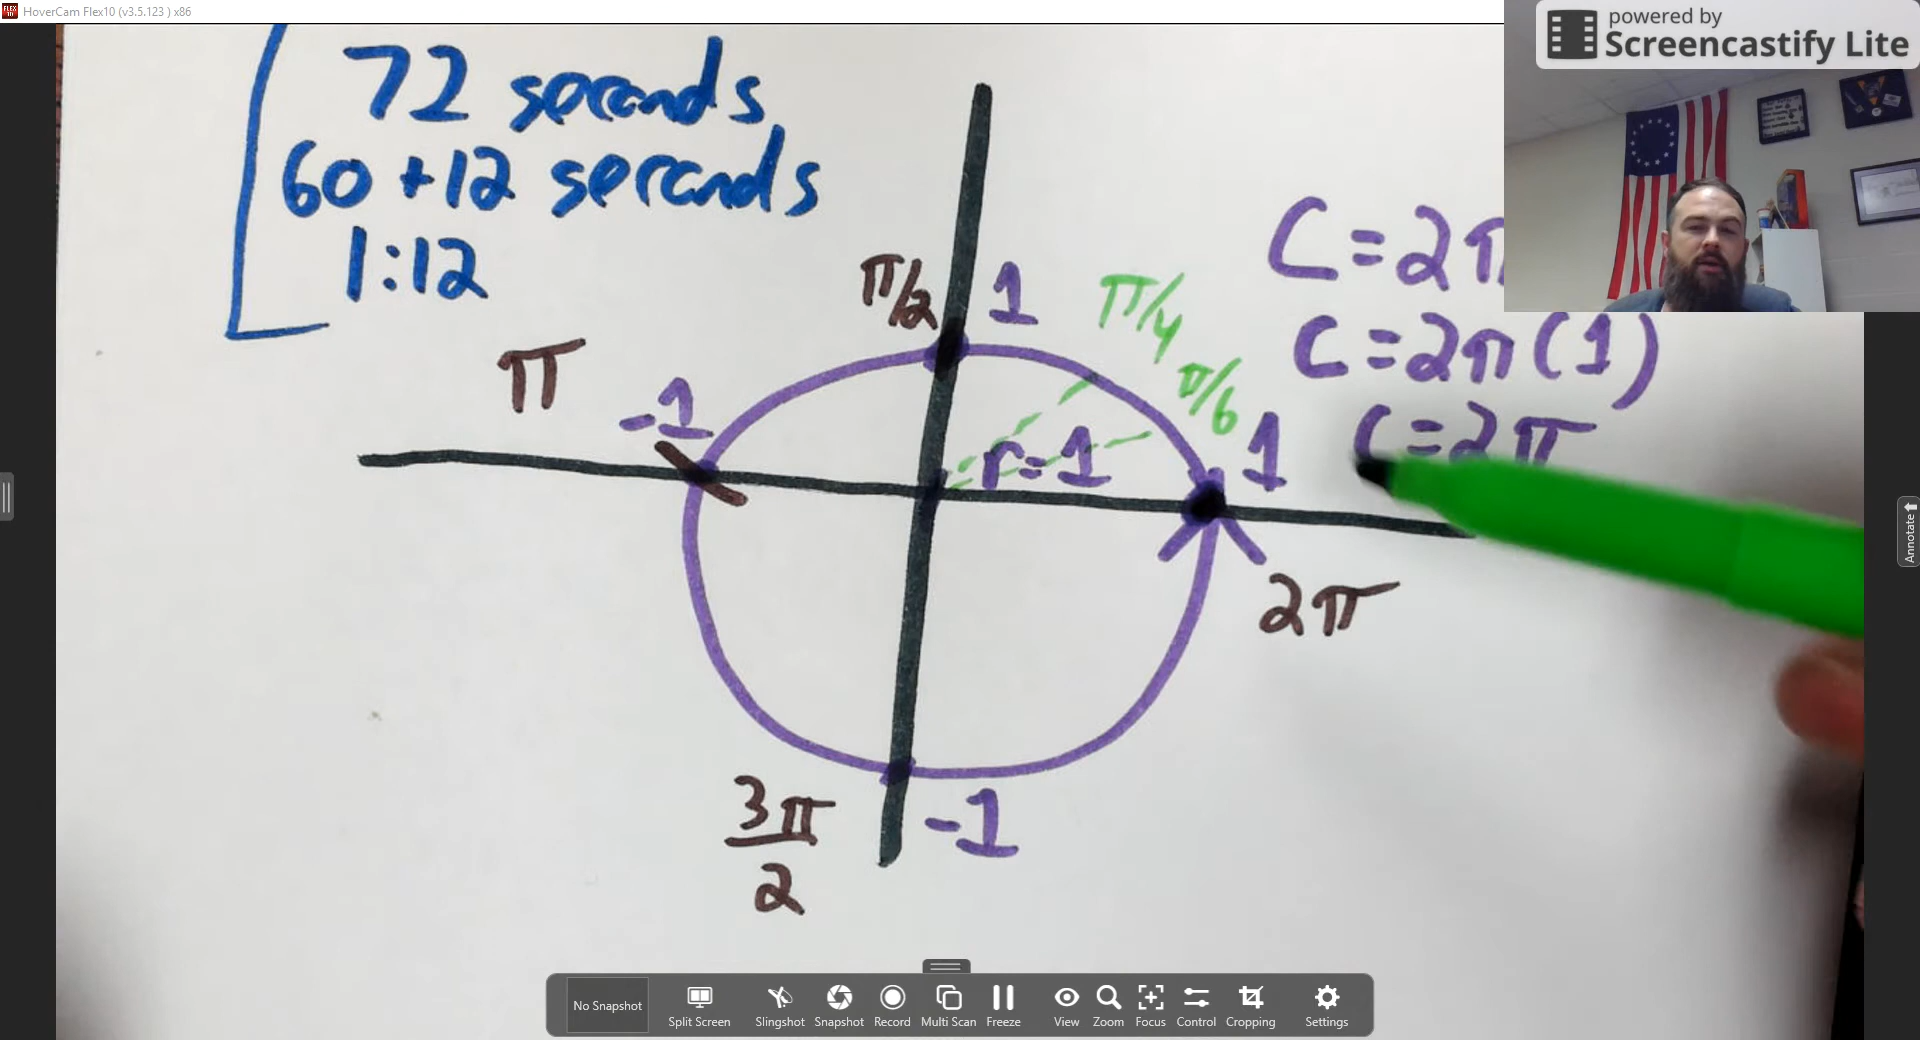 HoverCam Flex10 (v3.5.123 ) x86
powered by
Screencastify Lite
72 seconds
60 + 12 seconds
1:12
C = 2π
C = 2π(1)
C = 2π
π/2
1
π/4
π/6
π
-1
r=1
1
2π
3π
2
-1
Annotate
No Snapshot
Split Screen
Slingshot
Snapshot
Record
Multi Scan
Freeze
View
Zoom
Focus
Control
Cropping
Settings